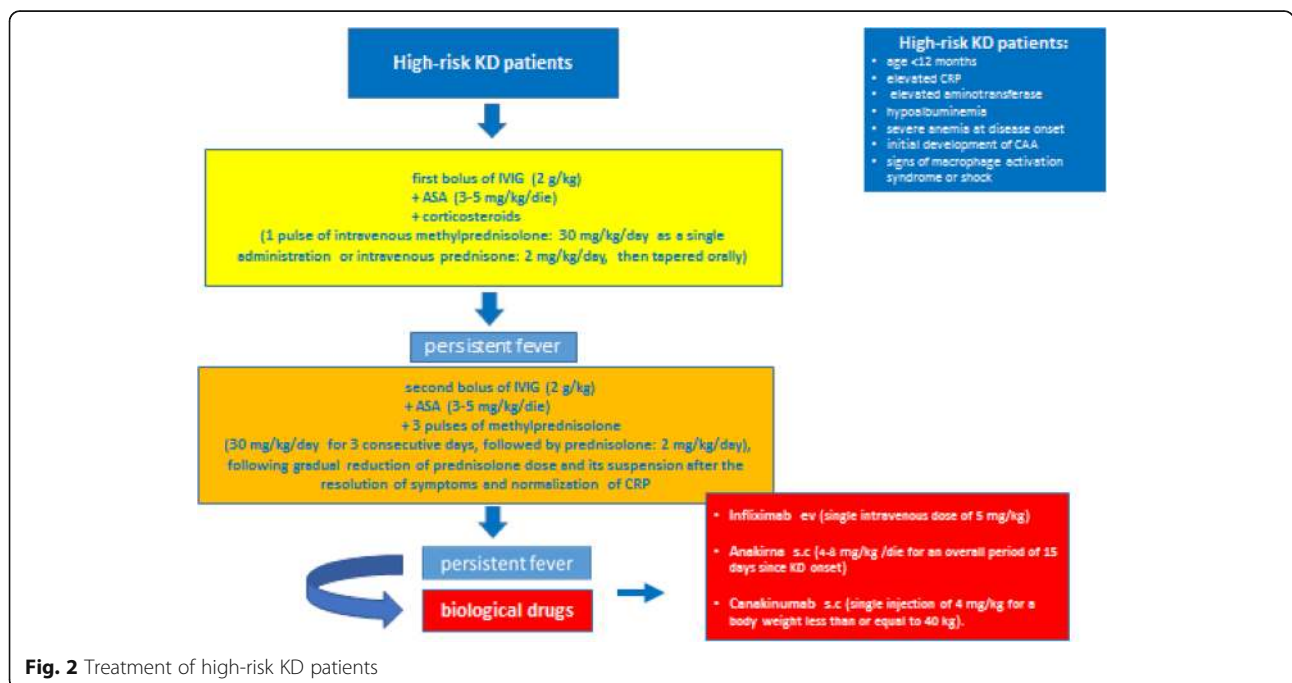 High-risk KD patients
High-risk KD patients:
• age <12 months
• elevated CRP
• elevated aminotransferase
• hypoalbuminemia
• severe anemia at disease onset
• initial development of CAA
• signs of macrophage activation
syndrome or shock
first bolus of IVIG (2 g/kg)
+ ASA (3-5 mg/kg/die)
+ corticosteroids
(1 pulse of intravenous methylprednisolone: 30 mg/kg/day as a single
administration or intravenous prednisone: 2 mg/kg/day, then tapered orally)
persistent fever
second bolus of IVIG (2 g/kg)
+ ASA (3-5 mg/kg/die)
+ 3 pulses of methylprednisolone
(30 mg/kg/day for 3 consecutive days, followed by prednisolone: 2 mg/kg/day),
following gradual reduction of prednisolone dose and its suspension after the
resolution of symptoms and normalization of CRP
persistent fever
biological drugs
• Infliximab ev (single intravenous dose of 5 mg/kg)
• Anakirna s.c (4-8 mg/kg /die for an overall period of 15
days since KD onset)
• Canakinumab s.c (single injection of 4 mg/kg for a
body weight less than or equal to 40 kg).
Fig. 2 Treatment of high-risk KD patients